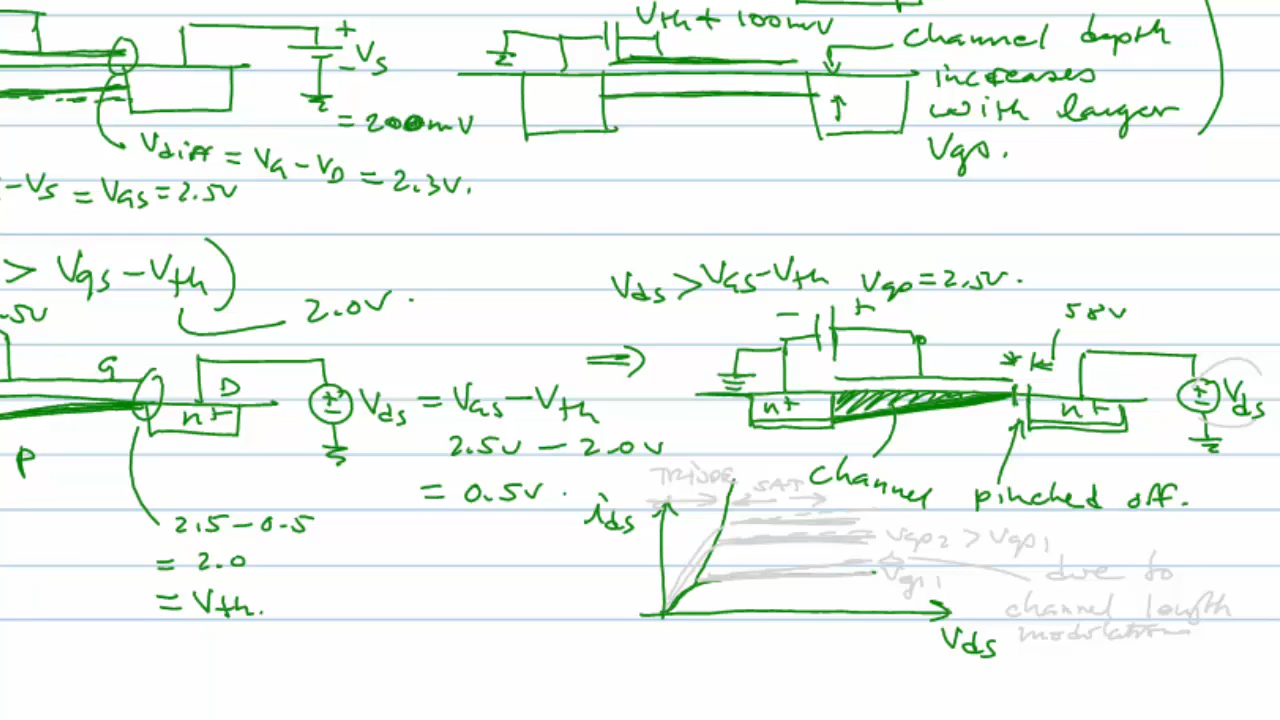 Vth + 100mV
+
- Vs
= 200mV
channel depth
increases
with larger
Vgs.
Vdiff = VG - VD = 2.3V.
- VS = VGS = 2.5V
> Vgs - Vth)
2.0V.
.5V
G
D
n+
P
Vds = VGS - Vth
2.5V - 2.0V
= 0.5V.
2.5 - 0.5
= 2.0
= Vth.
⇒
Vds > VGS - Vth Vgs = 2.5V.
- +
n+
n+
Vds
channel pinched off.
TRIODE SAT
ids
Vgs2 > Vgs1
Vgs1
due to
channel length
modulation
Vds